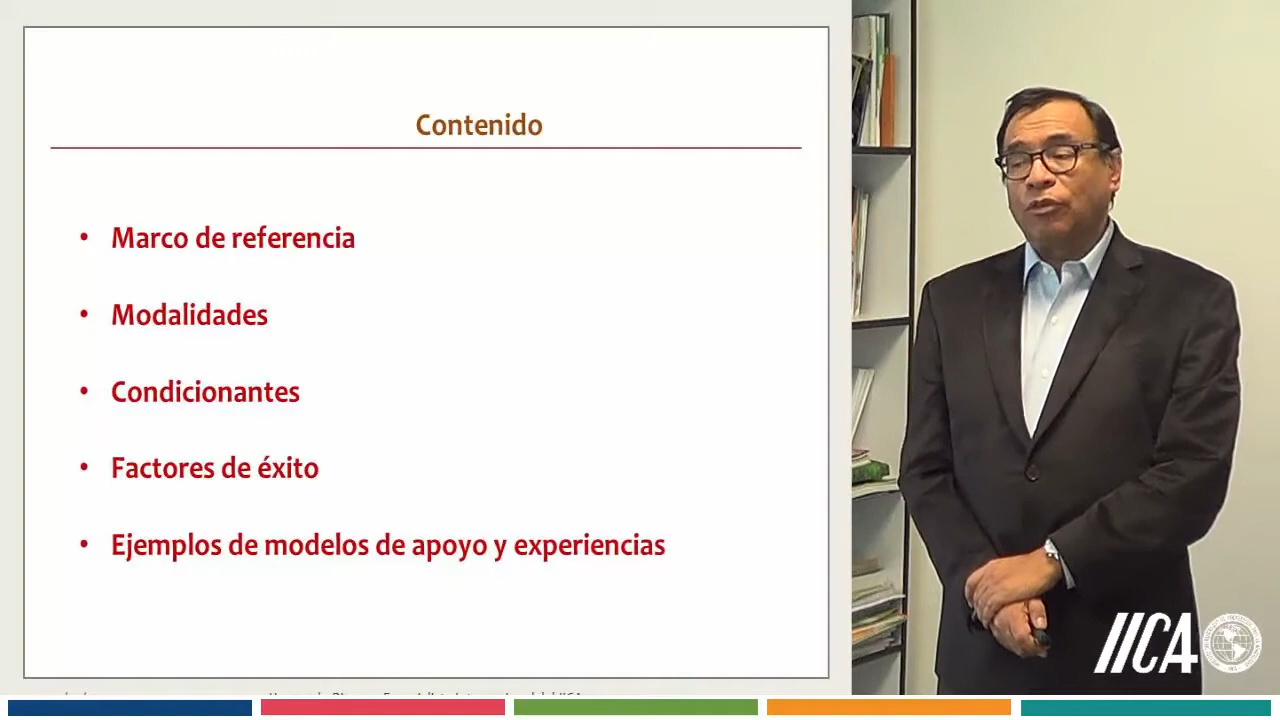 Contenido
• Marco de referencia
• Modalidades
• Condicionantes
• Factores de éxito
• Ejemplos de modelos de apoyo y experiencias
IICA